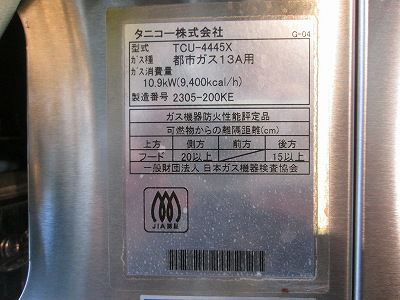 タニコー株式会社
G-04
型式 TCU-4445X
ガス種 都市ガス13A用
ガス消費量
10.9kW(9,400kcal/h)
製造番号 2305-200KE
ガス機器防火性能評定品
可燃物からの離隔距離(cm)
上方 側方 前方 後方
フード 20以上 15以上
一般財団法人 日本ガス機器検査協会
JIA認証